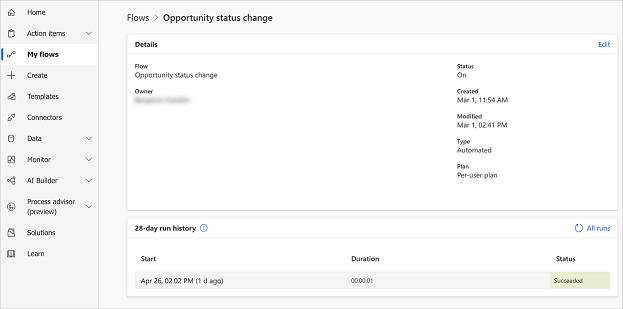 Home
Action items
My flows
Create
Templates
Connectors
Data
Monitor
AI Builder
Process advisor
(preview)
Solutions
Learn
Flows > Opportunity status change
Details Edit
Flow
Opportunity status change
Owner
Status
On
Created
Mar 1, 11:54 AM
Modified
Mar 1, 02:41 PM
Type
Automated
Plan
Per-user plan
28-day run history All runs
Start Duration Status
Apr 26, 02:02 PM (1 d ago) 00:00:01 Succeeded